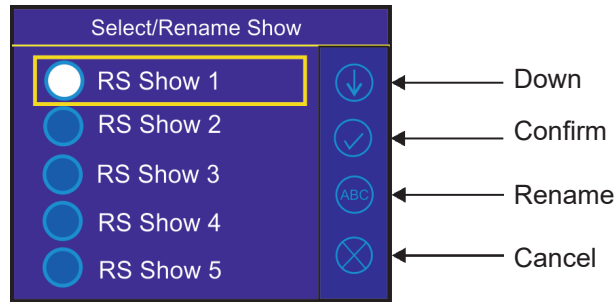 Select/Rename Show
RS Show 1
RS Show 2
RS Show 3
RS Show 4
RS Show 5
ABC
Down
Confirm
Rename
Cancel